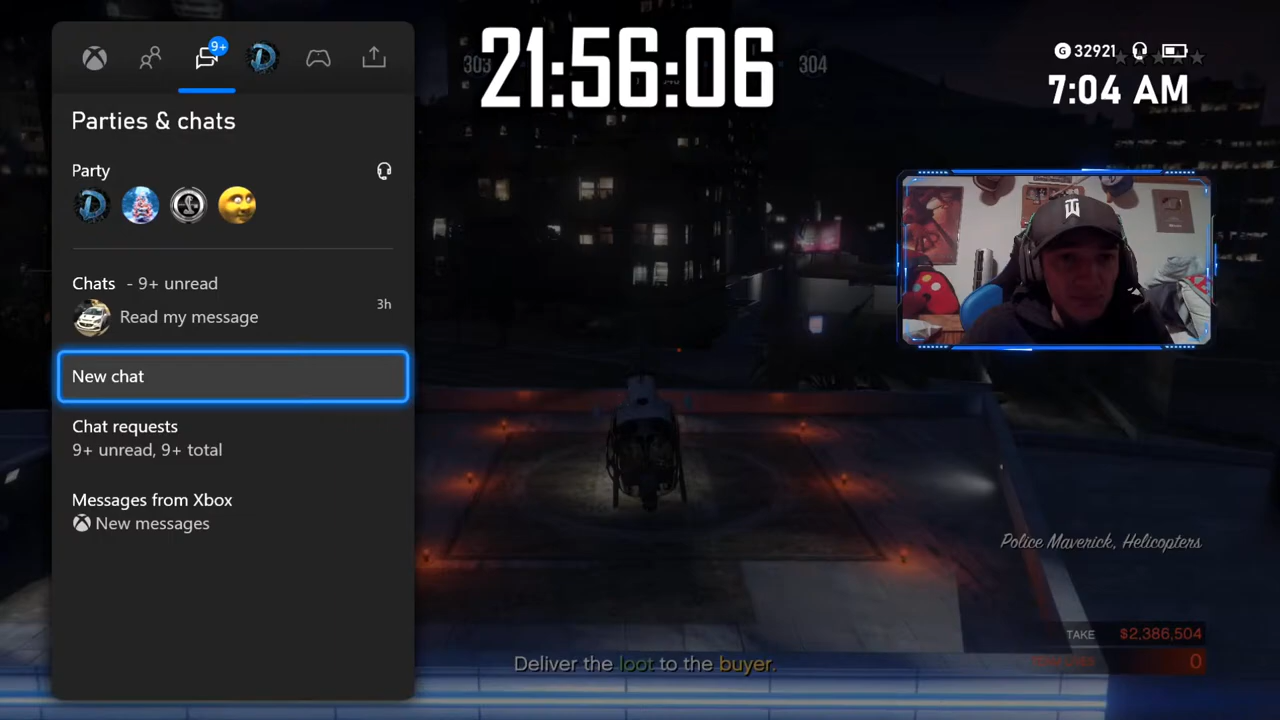 9+
303
21:56:06
304
G 32921
7:04 AM
Parties & chats
Party
Chats - 9+ unread
Read my message
3h
New chat
Chat requests
9+ unread, 9+ total
Messages from Xbox
New messages
Police Maverick, Helicopters
TAKE $2,386,504
0
Deliver the loot to the buyer.